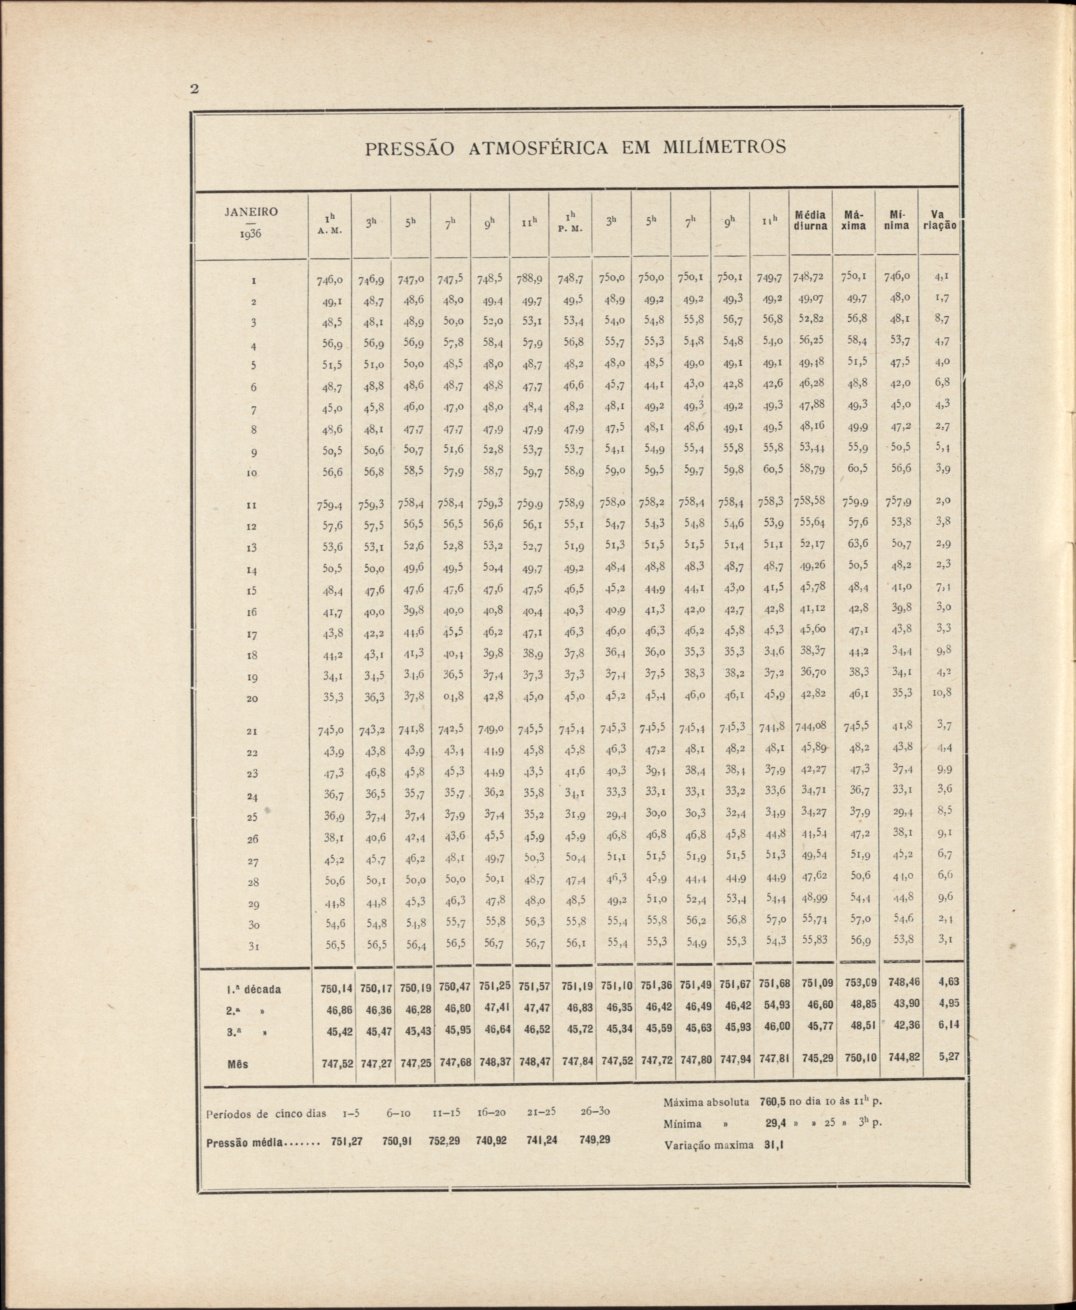 2
PRESSÃO ATMOSFÉRICA EM MILÍMETROS
JANEIRO — 1936 1h A. M. 3h 5h 7h 9h 11h 1h P. M. 3h 5h 7h 9h 11h Média diurna Má-xima Mí-nima Va riação
1 746,0 746,9 747,0 747,5 748,5 788,9 748,7 750,0 750,0 750,1 750,1 749,7 748,72 750,1 746,0 4,1
2 49,1 48,7 48,6 48,0 49,4 49,7 49,5 48,9 49,2 49,2 49,3 49,2 49,07 49,7 48,0 1,7
3 48,5 48,1 48,9 50,0 52,0 53,1 53,4 54,0 54,8 55,8 56,7 56,8 52,82 56,8 48,1 8,7
4 56,9 56,9 56,9 57,8 58,4 57,9 56,8 55,7 55,3 54,8 54,8 54,0 56,25 58,4 53,7 4,7
5 51,5 51,0 50,0 48,5 48,0 48,7 48,2 48,0 48,5 49,0 49,1 49,1 49,48 51,5 47,5 4,0
6 48,7 48,8 48,6 48,7 48,8 47,7 46,6 45,7 44,1 43,0 42,8 42,6 46,28 48,8 42,0 6,8
7 45,0 45,8 46,0 47,0 48,0 48,4 48,2 48,1 49,2 49,3 49,2 49,3 47,88 49,3 45,0 4,3
8 48,6 48,1 47,7 47,7 47,9 47,9 47,9 47,5 48,1 48,6 49,1 49,5 48,16 49,9 47,2 2,7
9 50,5 50,6 50,7 51,6 52,8 53,7 53,7 54,1 54,9 55,4 55,8 55,8 53,44 55,9 50,5 5,4
10 56,6 56,8 58,5 57,9 58,7 59,7 58,9 59,0 59,5 59,7 59,8 60,5 58,79 60,5 56,6 3,9
11 759,4 759,3 758,4 758,4 759,3 759,9 758,9 758,0 758,2 758,4 758,4 758,3 758,58 759,9 757,9 2,0
12 57,6 57,5 56,5 56,5 56,6 56,1 55,1 54,7 54,3 54,8 54,6 53,9 55,64 57,6 53,8 3,8
13 53,6 53,1 52,6 52,8 53,2 52,7 51,9 51,3 51,5 51,5 51,4 51,1 52,17 63,6 50,7 2,9
14 50,5 50,0 49,6 49,5 50,4 49,7 49,2 48,4 48,8 48,3 48,7 48,7 49,26 50,5 48,2 2,3
15 48,4 47,6 47,6 47,6 47,6 47,6 46,5 45,2 44,9 44,1 43,0 41,5 45,78 48,4 41,0 7,4
16 41,7 40,0 39,8 40,0 40,8 40,4 40,3 40,9 41,3 42,0 42,7 42,8 41,12 42,8 39,8 3,0
17 43,8 42,2 44,6 45,5 46,2 47,1 46,3 46,0 46,3 46,2 45,8 45,3 45,60 47,1 43,8 3,3
18 44,2 43,1 41,3 40,4 39,8 38,9 37,8 36,4 36,0 35,3 35,3 34,6 38,37 44,2 34,4 9,8
19 34,1 34,5 34,6 36,5 37,4 37,3 37,3 37,4 37,5 38,3 38,2 37,2 36,70 38,3 34,1 4,2
20 35,3 36,3 37,8 04,8 42,8 45,0 45,0 45,2 45,4 46,0 46,1 45,9 42,82 46,1 35,3 10,8
21 745,0 743,2 741,8 742,5 749,0 745,5 745,4 745,3 745,5 745,4 745,3 744,8 744,08 745,5 41,8 3,7
22 43,9 43,8 43,9 43,4 44,9 45,8 45,8 46,3 47,2 48,1 48,2 48,1 45,89 48,2 43,8 4,4
23 47,3 46,8 45,8 45,3 44,9 43,5 41,6 40,3 39,4 38,4 38,4 37,9 42,27 47,3 37,4 9,9
24 36,7 36,5 35,7 35,7 36,2 35,8 34,1 33,3 33,1 33,1 33,2 33,6 34,71 36,7 33,1 3,6
25 36,9 37,4 37,4 37,9 37,4 35,2 31,9 29,4 30,0 30,3 32,4 34,9 34,27 37,9 29,4 8,5
26 38,1 40,6 42,4 43,6 45,5 45,9 45,9 46,8 46,8 46,8 45,8 44,8 44,54 47,2 38,1 9,1
27 45,2 45,7 46,2 48,1 49,7 50,3 50,4 51,1 51,5 51,9 51,5 51,3 49,54 51,9 45,2 6,7
28 50,6 50,1 50,0 50,0 50,1 48,7 47,4 46,3 45,9 44,4 44,9 44,9 47,62 50,6 44,0 6,6
29 44,8 44,8 45,3 46,3 47,8 48,0 48,5 49,2 51,0 52,4 53,4 54,4 48,99 54,4 44,8 9,6
30 54,6 54,8 54,8 55,7 55,8 56,3 55,8 55,4 55,8 56,2 56,8 57,0 55,74 57,0 54,6 2,4
31 56,5 56,5 56,4 56,5 56,7 56,7 56,1 55,4 55,3 54,9 55,3 54,3 55,83 56,9 53,8 3,1
1.ª década 750,14 750,17 750,19 750,47 751,25 751,57 751,19 751,10 751,36 751,49 751,67 751,68 751,09 753,09 748,46 4,63
2.ª » 46,86 46,36 46,28 46,80 47,41 47,47 46,83 46,35 46,42 46,49 46,42 54,93 46,60 48,85 43,90 4,95
3.ª » 45,42 45,47 45,43 45,95 46,64 46,52 45,72 45,34 45,59 45,63 45,93 46,00 45,77 48,51 42,36 6,14
Mês 747,52 747,27 747,25 747,68 748,37 748,47 747,84 747,52 747,72 747,80 747,94 747,81 745,29 750,10 744,82 5,27
Períodos de cinco dias 1–5 6–10 11–15 16–20 21–25 26–30
Pressão média....... 751,27 750,91 752,29 740,92 741,24 749,29
Máxima absoluta 760,5 no dia 10 às 11h p.
Mínima » 29,4 » » 25 » 3h p.
Variação maxima 31,1